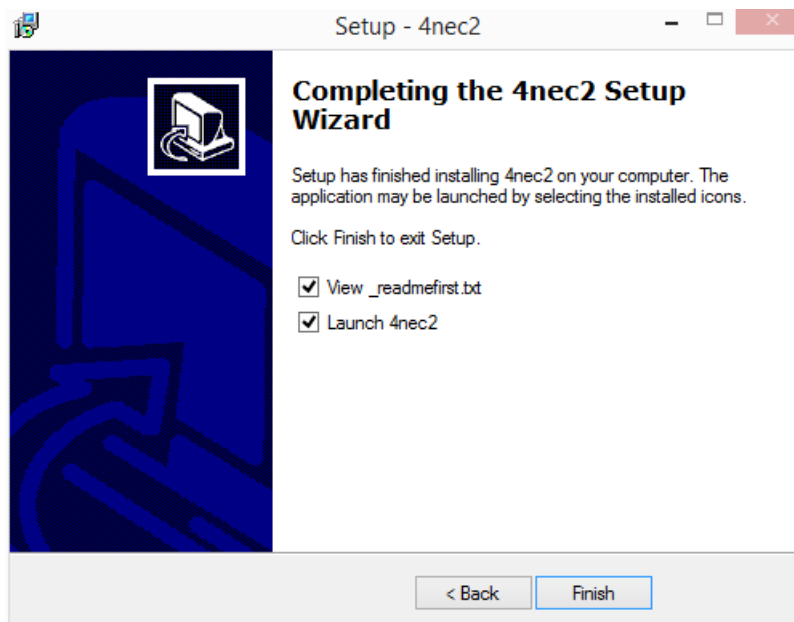 Setup - 4nec2
Completing the 4nec2 Setup
Wizard
Setup has finished installing 4nec2 on your computer. The
application may be launched by selecting the installed icons.
Click Finish to exit Setup.
View _readmefirst.txt
Launch 4nec2
< Back
Finish